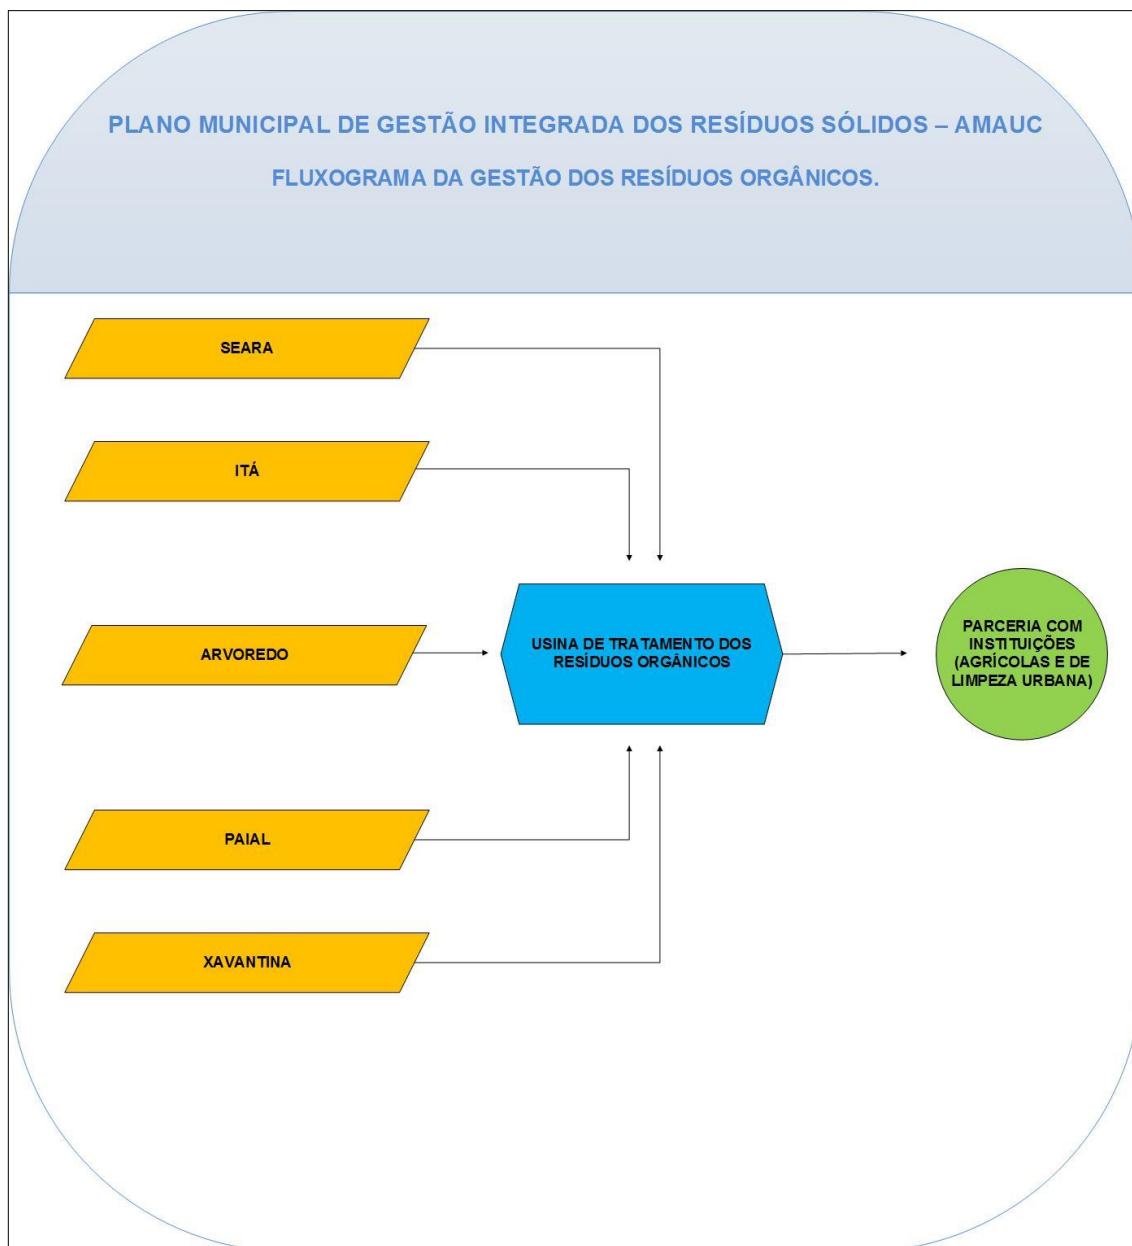 PLANO MUNICIPAL DE GESTÃO INTEGRADA DOS RESÍDUOS SÓLIDOS – AMAUC
FLUXOGRAMA DA GESTÃO DOS RESÍDUOS ORGÂNICOS.
SEARA
ITÁ
ARVOREDO
USINA DE TRATAMENTO DOS
RESÍDUOS ORGÂNICOS
PARCERIA COM
INSTITUIÇÕES
(AGRÍCOLAS E DE
LIMPEZA URBANA)
PAIAL
XAVANTINA